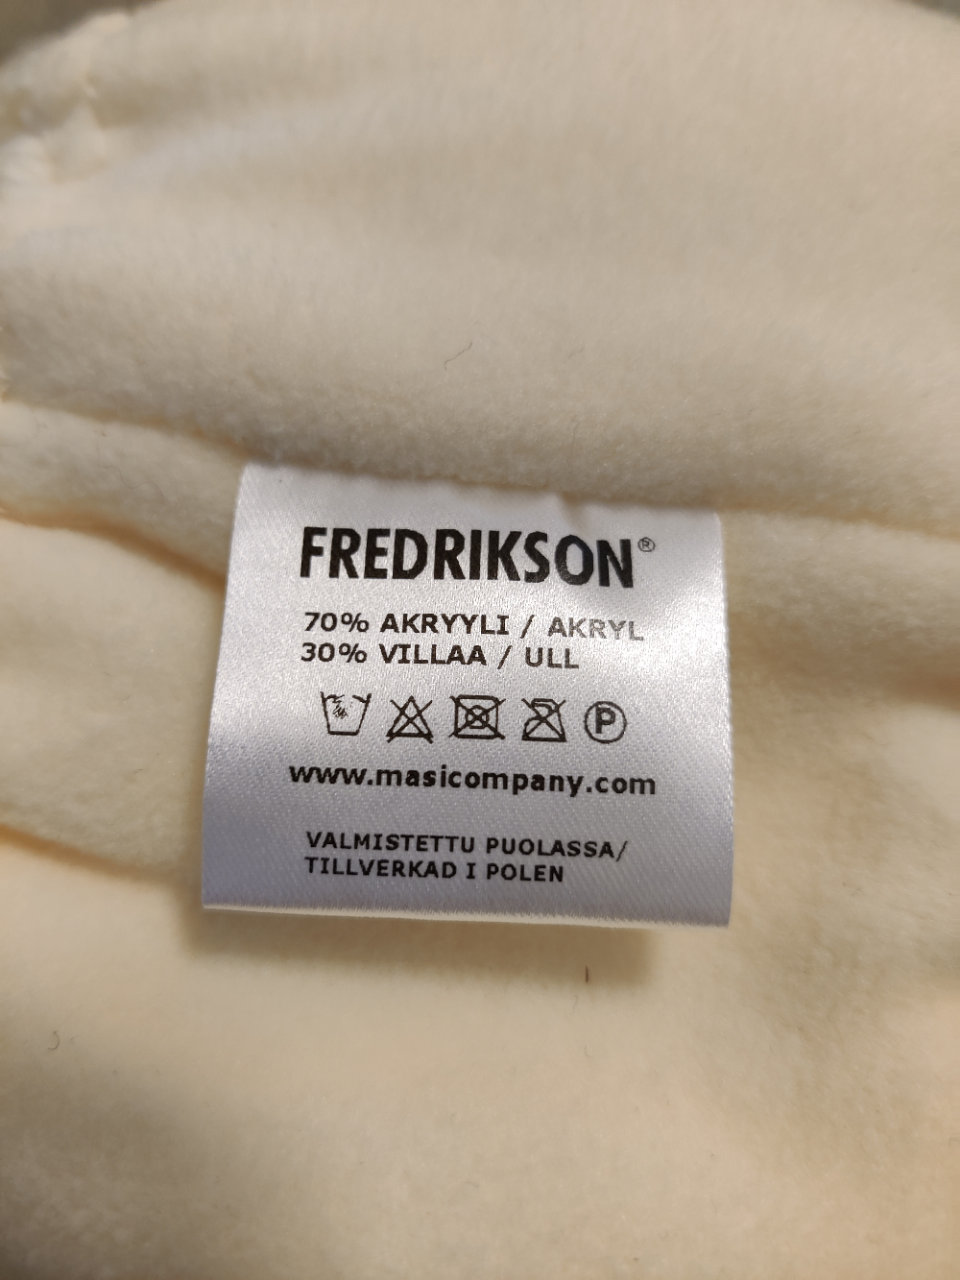 FREDRIKSON®
70% AKRYYLI / AKRYL
30% VILLAA / ULL
P
www.masicompany.com
VALMISTETTU PUOLASSA/
TILLVERKAD I POLEN